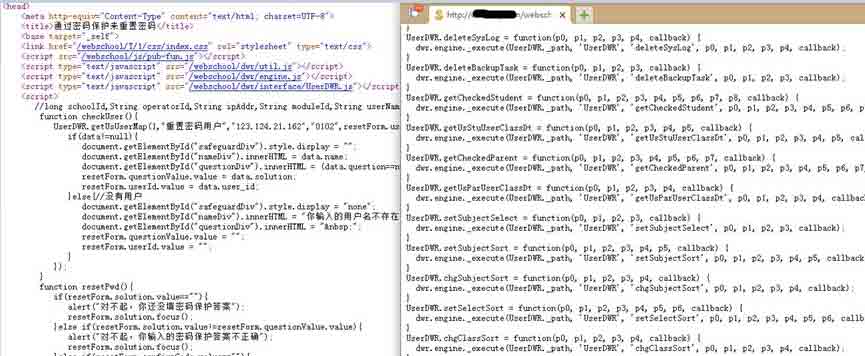 <head>
<meta http-equiv="Content-Type" content="text/html; charset=UTF-8">
<title>通过密码保护未重置密码</title>
<base target="_self">
<link href="/webschool/T/1/css/index.css" rel="stylesheet" type="text/css">
<script src="/webschool/js/pub-fun.js"></script>
<script type="text/javascript" src="/webschool/dwr/util.js"></script>
<script type="text/javascript" src="/webschool/dwr/engine.js"></script>
<script type="text/javascript" src="/webschool/dwr/interface/UserDWR.js"></script>
<script>
//long schoolId,String operatorId,String ipAddr,String moduleId,String userNam
function checkUser(){
UserDWR.getUsUserMap(1,"重置密码用户","123.124.21.162","0102",resetForm.us
if(data!=null){
document.getElementById("safeguardDiv").style.display = "";
document.getElementById("nameDiv").innerHTML = data.name;
document.getElementById("questionDiv").innerHTML = (data.question==n
resetForm.questionValue.value = data.solution;
resetForm.userId.value = data.user_id;
}else{//没有用户
document.getElementById("safeguardDiv").style.display = "none";
document.getElementById("nameDiv").innerHTML = "你输入的用户名不存在
document.getElementById("questionDiv").innerHTML = "&nbsp;";
resetForm.questionValue.value = "";
resetForm.userId.value = "";
}
});
}
function resetPwd(){
if(resetForm.solution.value==""){
alert("对不起，你还没填密码保护答案");
resetForm.solution.focus();
}else if(resetForm.solution.value!=resetForm.questionValue.value){
alert("对不起，你输入的密码保护答案不正确");
resetForm.solution.focus();
http://
/websch
}
UserDWR.deleteSysLog = function(p0, p1, p2, p3, p4, callback) {
dwr.engine._execute(UserDWR._path, 'UserDWR', 'deleteSysLog', p0, p1, p2, p3, p4, callback);
}
UserDWR.deleteBackupTask = function(p0, p1, p2, p3, callback) {
dwr.engine._execute(UserDWR._path, 'UserDWR', 'deleteBackupTask', p0, p1, p2, p3, callback);
}
UserDWR.getCheckedStudent = function(p0, p1, p2, p3, p4, p5, p6, p7, p8, callback) {
dwr.engine._execute(UserDWR._path, 'UserDWR', 'getCheckedStudent', p0, p1, p2, p3, p4, p5, p6, p
}
UserDWR.getUsStuUserClassDt = function(p0, p1, p2, p3, p4, p5, callback) {
dwr.engine._execute(UserDWR._path, 'UserDWR', 'getUsStuUserClassDt', p0, p1, p2, p3, p4, p5, cal
}
UserDWR.getCheckedParent = function(p0, p1, p2, p3, p4, p5, p6, p7, callback) {
dwr.engine._execute(UserDWR._path, 'UserDWR', 'getCheckedParent', p0, p1, p2, p3, p4, p5, p6, p7,
}
UserDWR.getUsParUserClassDt = function(p0, p1, p2, p3, p4, callback) {
dwr.engine._execute(UserDWR._path, 'UserDWR', 'getUsParUserClassDt', p0, p1, p2, p3, p4, callbac
}
UserDWR.setSubjectSelect = function(p0, p1, p2, p3, callback) {
dwr.engine._execute(UserDWR._path, 'UserDWR', 'setSubjectSelect', p0, p1, p2, p3, callback);
}
UserDWR.setSubjectSort = function(p0, p1, p2, p3, p4, p5, callback) {
dwr.engine._execute(UserDWR._path, 'UserDWR', 'setSubjectSort', p0, p1, p2, p3, p4, p5, callback)
}
UserDWR.chgSubjectSort = function(p0, p1, p2, p3, p4, callback) {
dwr.engine._execute(UserDWR._path, 'UserDWR', 'chgSubjectSort', p0, p1, p2, p3, p4, callback);
}
UserDWR.setSelectSort = function(p0, p1, p2, p3, p4, p5, p6, callback) {
dwr.engine._execute(UserDWR._path, 'UserDWR', 'setSelectSort', p0, p1, p2, p3, p4, p5, p6, callb
}
UserDWR.chgClassSort = function(p0, p1, p2, p3, p4, callback) {
dwr.engine._execute(UserDWR._path, 'UserDWR', 'chgClassSort', p0, p1, p2, p3, p4, callback);